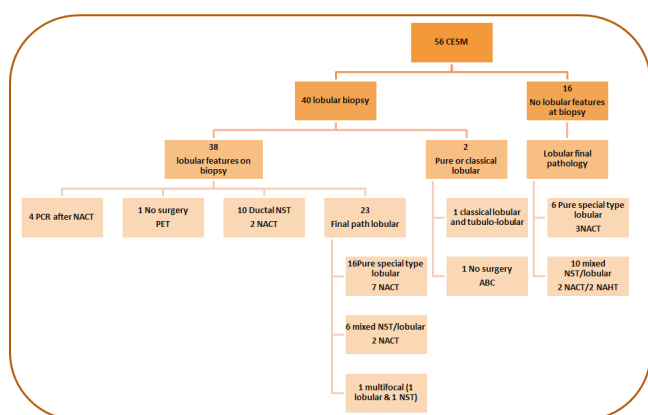 56 CESM
40 lobular biopsy
16
No lobular features
at biopsy
38
lobular features on
biopsy
2
Pure or classical
lobular
Lobular final
pathology
4 PCR after NACT
1 No surgery
PET
10 Ductal NST
2 NACT
23
Final path lobular
1 classical lobular
and tubulo-lobular
6 Pure special type
lobular
3NACT
16Pure special type
lobular
7 NACT
1 No surgery
ABC
10 mixed
NST/lobular
2 NACT/2 NAHT
6 mixed NST/lobular
2 NACT
1 multifocal (1
lobular & 1 NST)